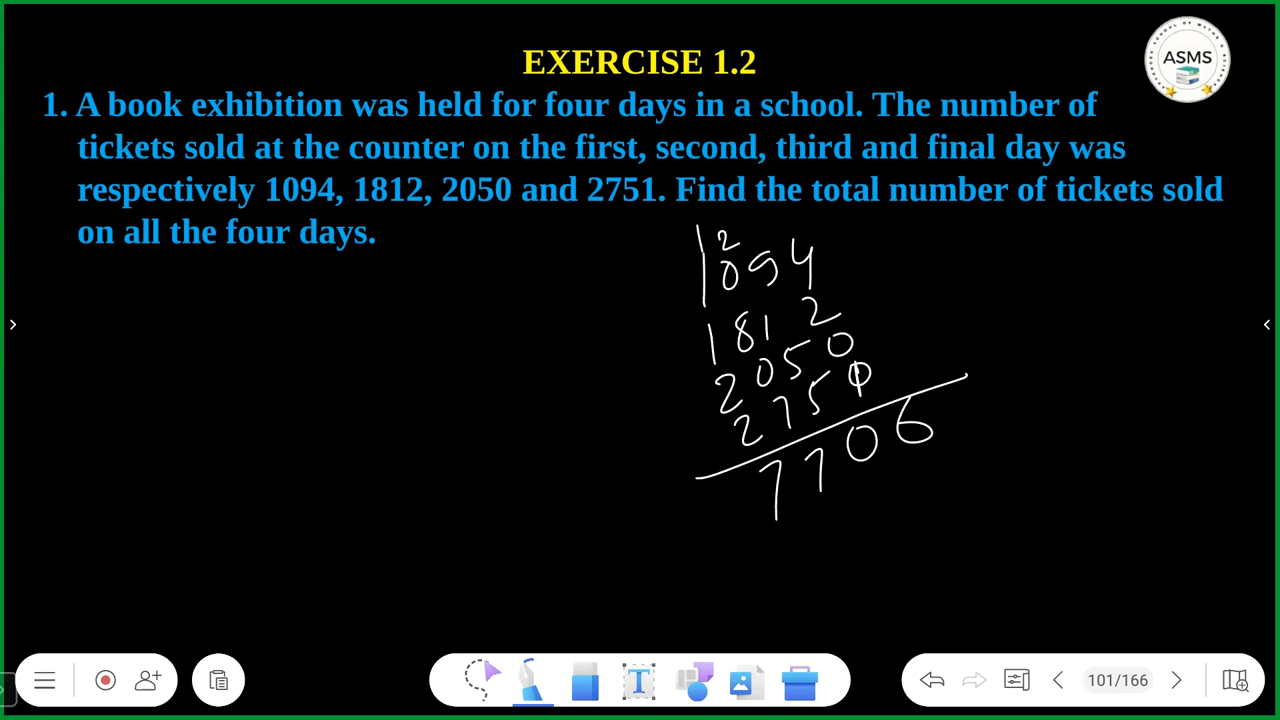 EXERCISE 1.2
ASMS
1. A book exhibition was held for four days in a school. The number of
tickets sold at the counter on the first, second, third and final day was
respectively 1094, 1812, 2050 and 2751. Find the total number of tickets sold
on all the four days.
1 2
1094
1812
2050
2751
7706
101/166